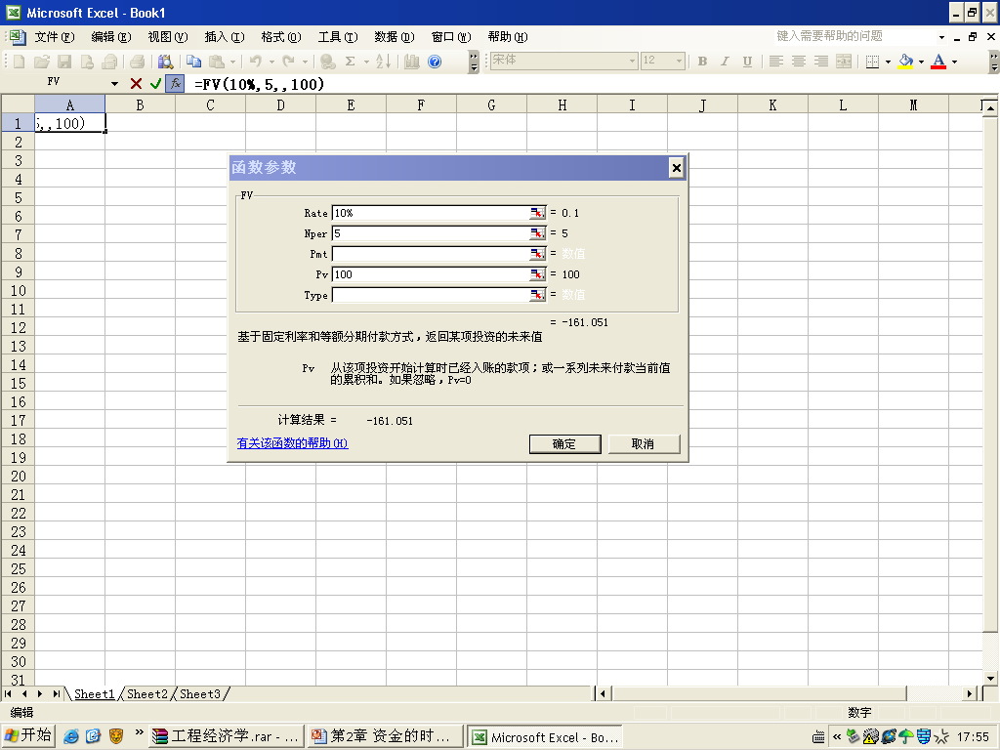 Microsoft Excel - Book1
文件(F) 编辑(E) 视图(V) 插入(I) 格式(O) 工具(T) 数据(D) 窗口(W) 帮助(H) 键入需要帮助的问题
宋体 12 B I U A
FV =FV(10%,5,,100)
A B C D E F G H I J K L M
1 5,,100)
2
3
4
5
6
7
8
9
10
11
12
13
14
15
16
17
18
19
20
21
22
23
24
25
26
27
28
29
30
31
函数参数
FV
Rate 10% = 0.1
Nper 5 = 5
Pmt = 数值
Pv 100 = 100
Type = 数值
= -161.051
基于固定利率和等额分期付款方式，返回某项投资的未来值
Pv 从该项投资开始计算时已经入账的款项；或一系列未来付款当前值
的累积和。如果忽略，Pv=0
计算结果 = -161.051
有关该函数的帮助(H) 确定 取消
Sheet1 Sheet2 Sheet3
编辑 数字
开始 » 工程经济学.rar - ... 第2章 资金的时... Microsoft Excel - Bo... « 17:55